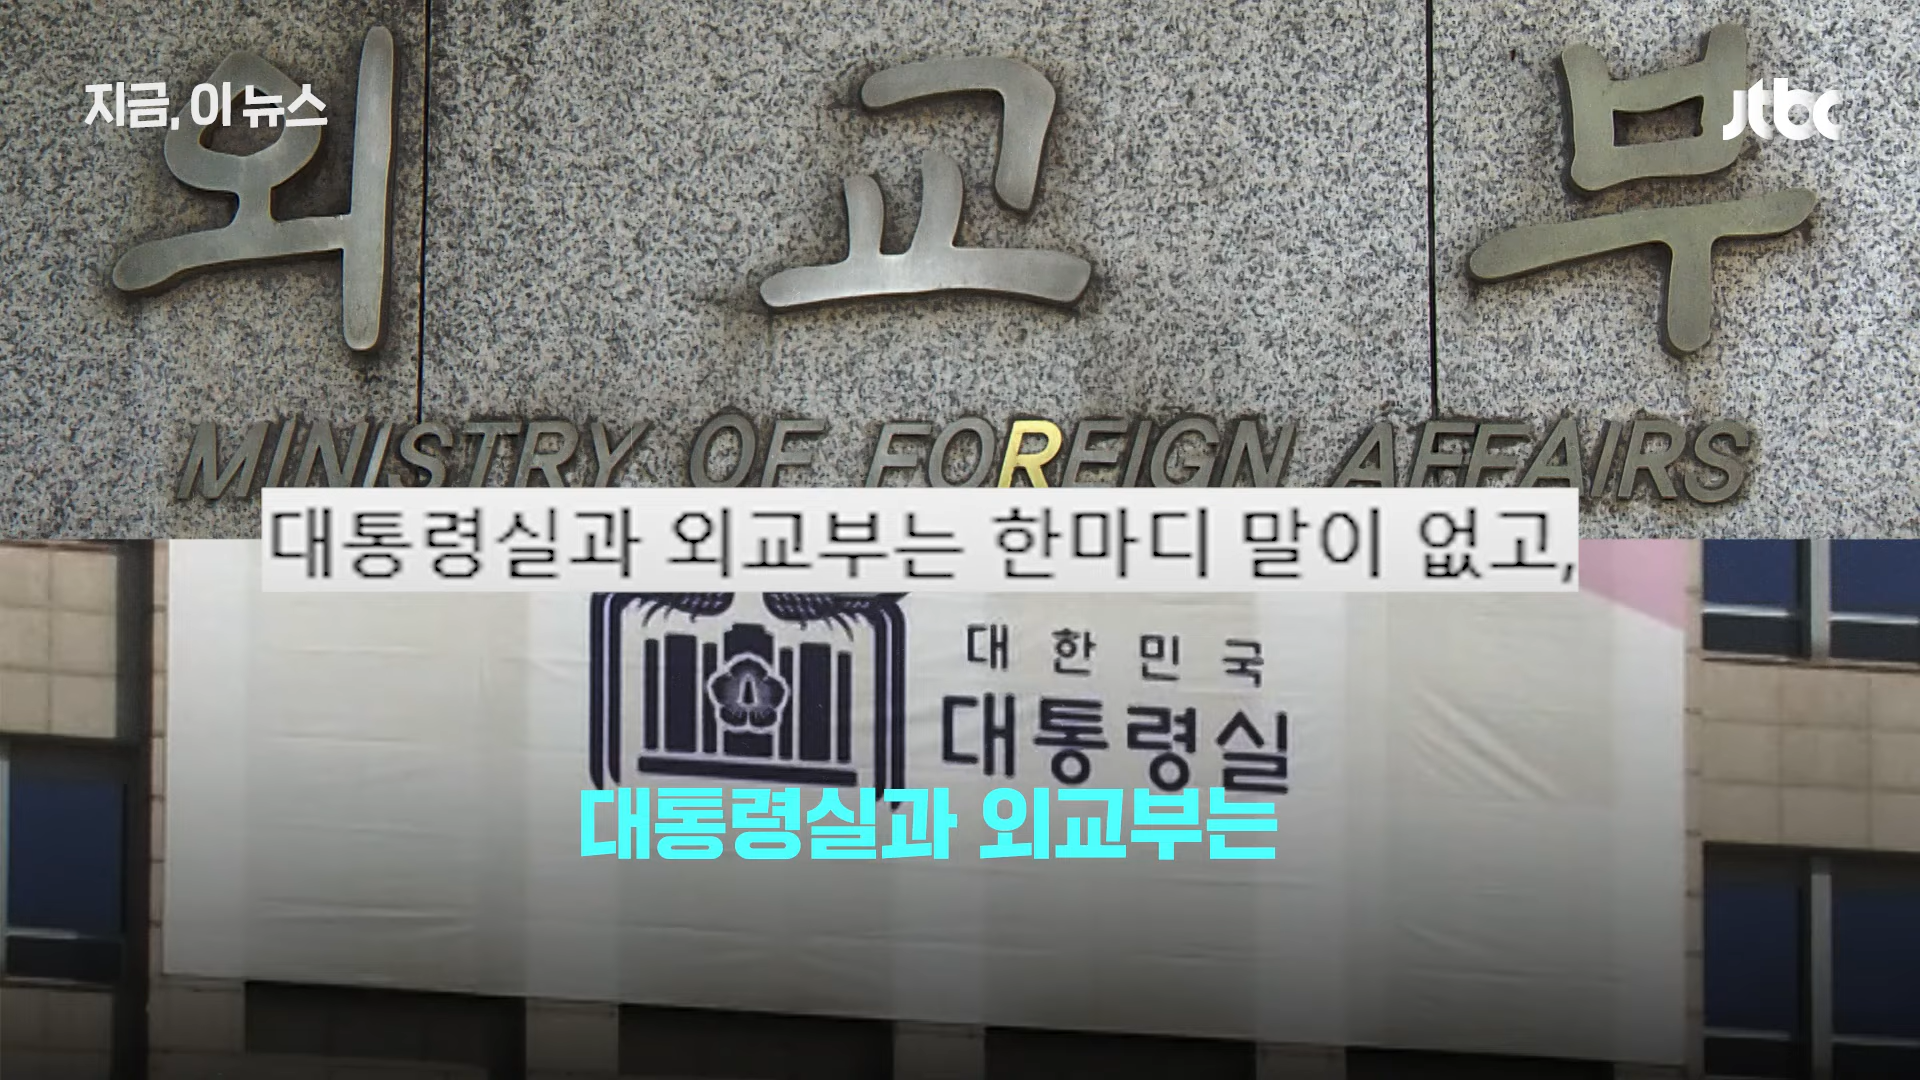 지금, 이 뉴스
jtbc
외교부
MINISTRY OF FOREIGN AFFAIRS
대통령실과 외교부는 한마디 말이 없고,
대한민국
대통령실
대통령실과 외교부는